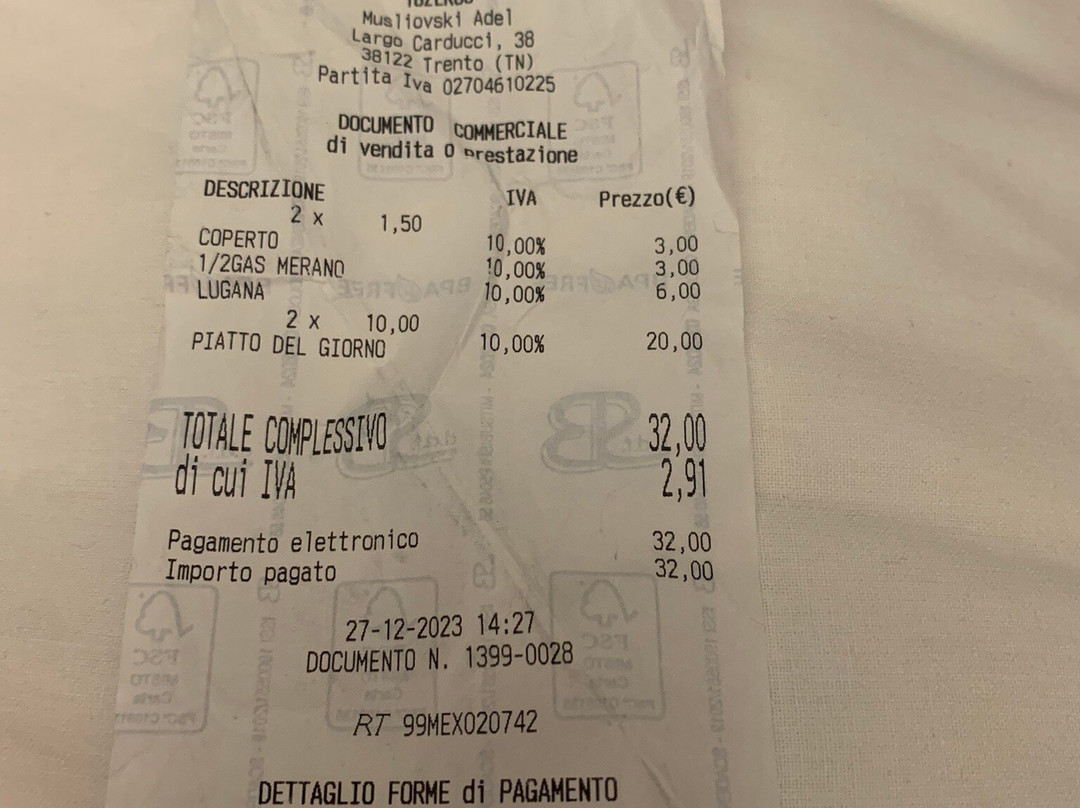 Musliovski Adel
Largo Carducci, 38
38122 Trento (TN)
Partita Iva 02704610225
DOCUMENTO COMMERCIALE
di vendita o prestazione
DESCRIZIONE IVA Prezzo(€)
2 x 1,50
COPERTO 10,00% 3,00
1/2GAS MERANO 10,00% 3,00
LUGANA 10,00% 6,00
2 x 10,00
PIATTO DEL GIORNO 10,00% 20,00
TOTALE COMPLESSIVO 32,00
di cui IVA 2,91
Pagamento elettronico 32,00
Importo pagato 32,00
27-12-2023 14:27
DOCUMENTO N. 1399-0028
RT 99MEX020742
DETTAGLIO FORME di PAGAMENTO